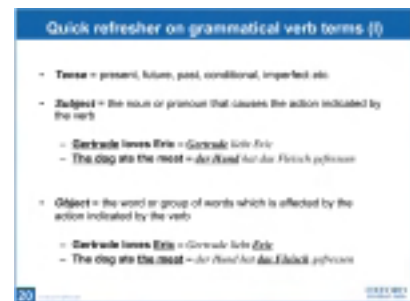 Quick refresher on grammatical verb terms (I)
- Tense = present, future, past, conditional, imperfect etc
- Subject = the noun or pronoun that causes the action indicated by
the verb
– Gertrude loves Eric = Gertrude liebt Eric
– The dog ate the meat = der Hund hat das Fleisch gefressen
- Object = the word or group of words which is affected by the
action indicated by the verb
– Gertrude loves Eric = Gertrude liebt Eric
– The dog ate the meat = der Hund hat das Fleisch gefressen
20
OXFORD